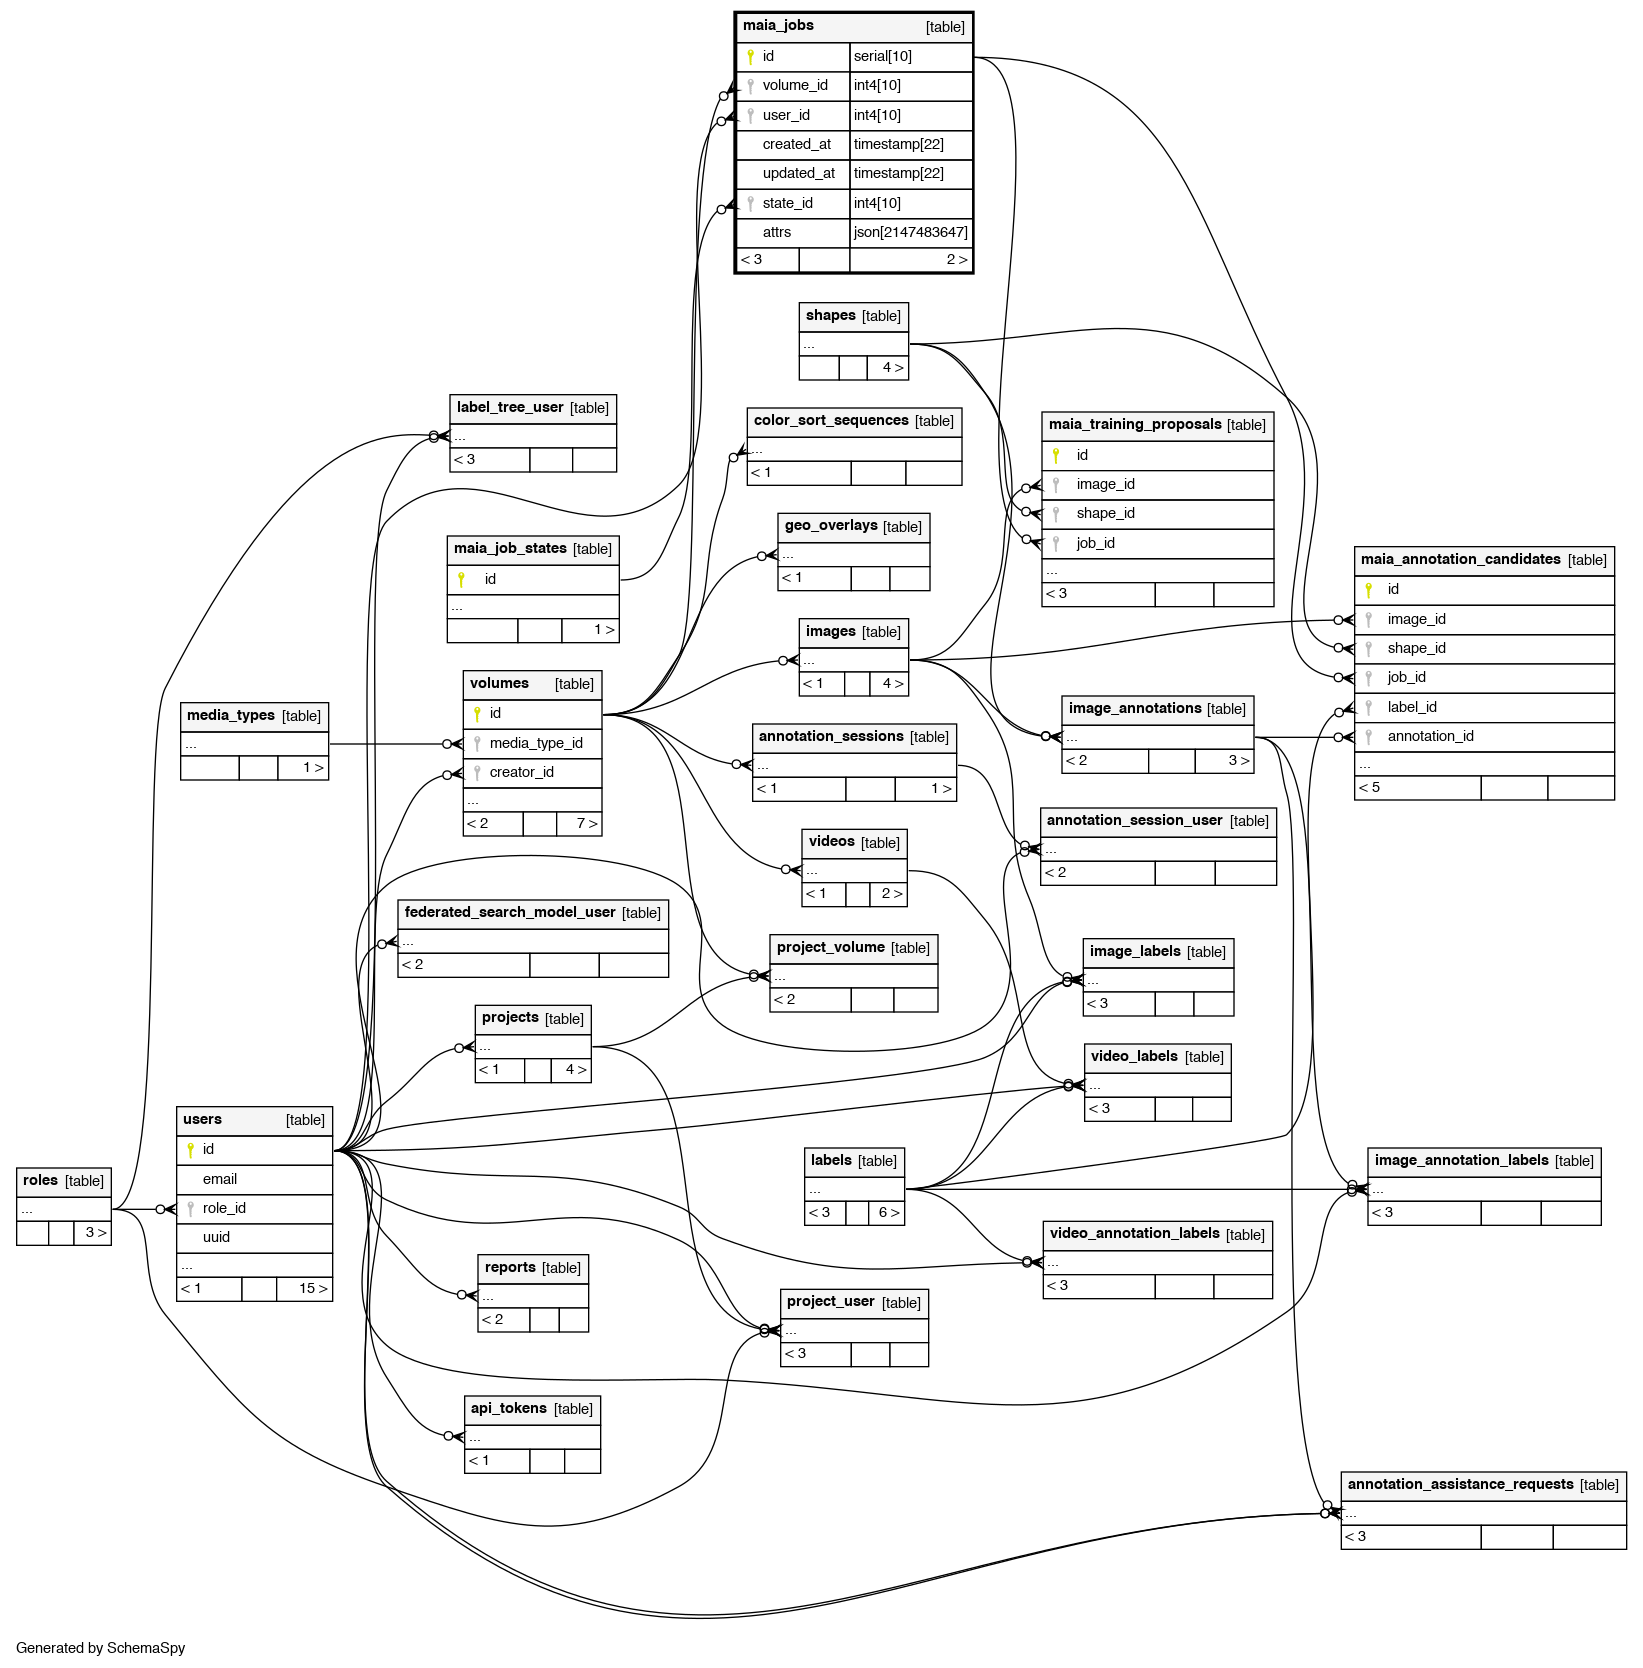 maia_jobs [table]
id serial[10]
volume_id int4[10]
user_id int4[10]
created_at timestamp[22]
updated_at timestamp[22]
state_id int4[10]
attrs json[2147483647]
< 3 2 >
shapes [table]
...
4 >
label_tree_user [table]
...
< 3
color_sort_sequences [table]
...
< 1
maia_training_proposals [table]
id
image_id
shape_id
job_id
...
< 3
geo_overlays [table]
...
< 1
maia_job_states [table]
id
...
1 >
maia_annotation_candidates [table]
id
image_id
shape_id
job_id
label_id
annotation_id
...
< 5
images [table]
...
< 1 4 >
volumes [table]
id
media_type_id
creator_id
...
< 2 7 >
media_types [table]
...
1 >
image_annotations [table]
...
< 2 3 >
annotation_sessions [table]
...
< 1 1 >
annotation_session_user [table]
...
< 2
videos [table]
...
< 1 2 >
federated_search_model_user [table]
...
< 2
project_volume [table]
...
< 2
image_labels [table]
...
< 3
projects [table]
...
< 1 4 >
video_labels [table]
...
< 3
users [table]
id
email
role_id
uuid
...
< 1 15 >
roles [table]
...
3 >
labels [table]
...
< 3 6 >
image_annotation_labels [table]
...
< 3
video_annotation_labels [table]
...
< 3
reports [table]
...
< 2
project_user [table]
...
< 3
api_tokens [table]
...
< 1
annotation_assistance_requests [table]
...
< 3
Generated by SchemaSpy